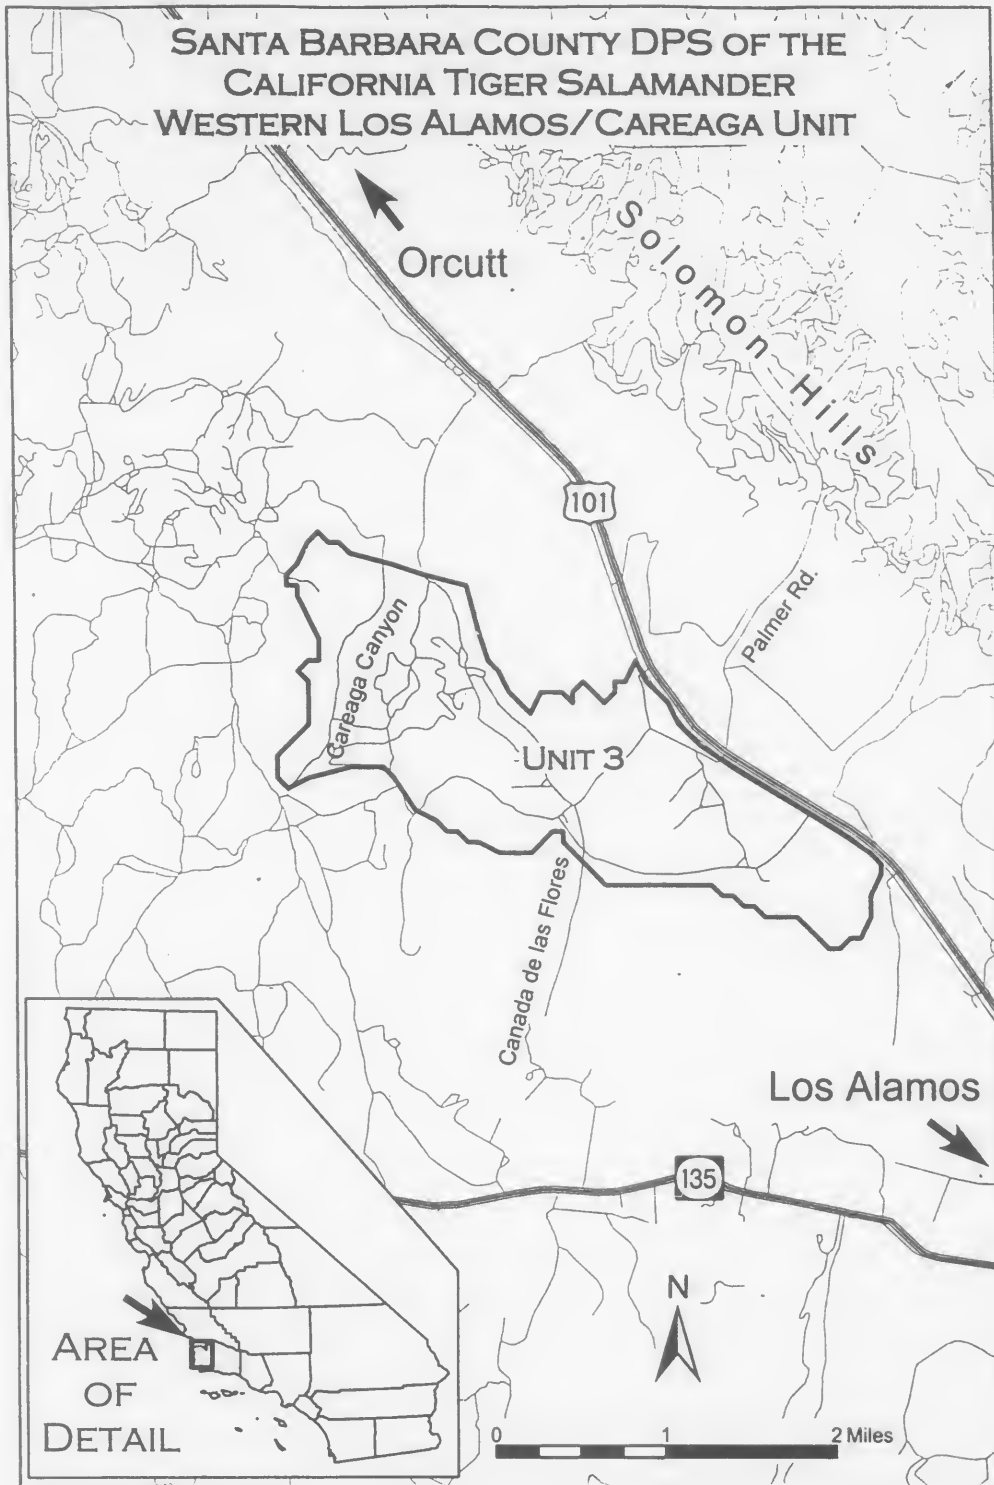 SANTA BARBARA COUNTY DPS OF THE
CALIFORNIA TIGER SALAMANDER
WESTERN LOS ALAMOS/CAREAGA UNIT
Orcutt
Solomon Hills
101
Palmer Rd.
Careaga Canyon
UNIT 3
Canada de las Flores
Los Alamos
135
N
AREA
OF
DETAIL
0 1 2 Miles